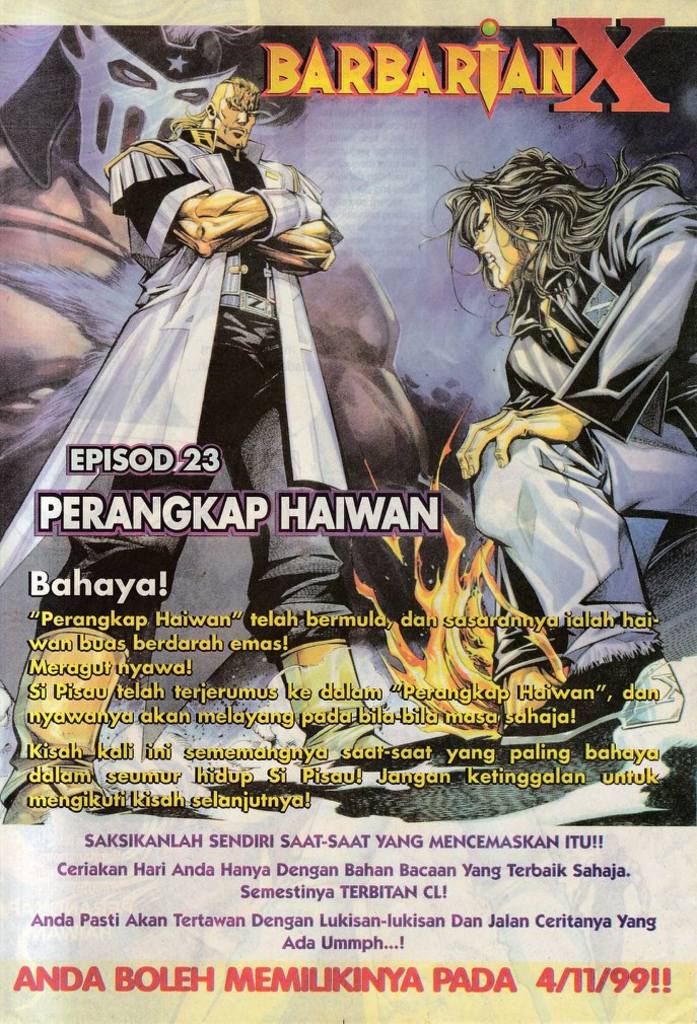 BARBARIAN X
EPISOD 23
PERANGKAP HAIWAN
Bahaya!
"Perangkap Haiwan" telah bermula, dan sasarannya ialah hai-
wan buas berdarah emas!
Meragut nyawa!
Si Pisau telah terjerumus ke dalam "Perangkap Haiwan", dan
nyawanya akan melayang pada bila-bila masa sahaja!
Kisah kali ini sememangnya saat-saat yang paling bahaya
dalam seumur hidup Si Pisau! Jangan ketinggalan untuk
mengikuti kisah selanjutnya!
SAKSIKANLAH SENDIRI SAAT-SAAT YANG MENCEMASKAN ITU!!
Ceriakan Hari Anda Hanya Dengan Bahan Bacaan Yang Terbaik Sahaja.
Semestinya TERBITAN CL!
Anda Pasti Akan Tertawan Dengan Lukisan-lukisan Dan Jalan Ceritanya Yang
Ada Ummph...!
ANDA BOLEH MEMILIKINYA PADA 4/11/99!!